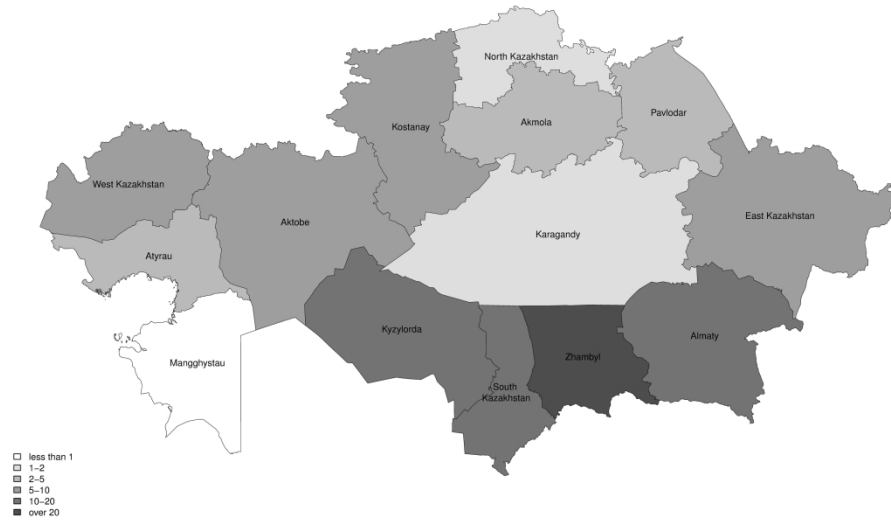 North Kazakhstan
Kostanay
Akmola
Pavlodar
West Kazakhstan
Aktobe
East Kazakhstan
Karagandy
Atyrau
Kyzylorda
Almaty
Mangghystau
Zhambyl
South
Kazakhstan
less than 1
1−2
2−5
5−10
10−20
over 20